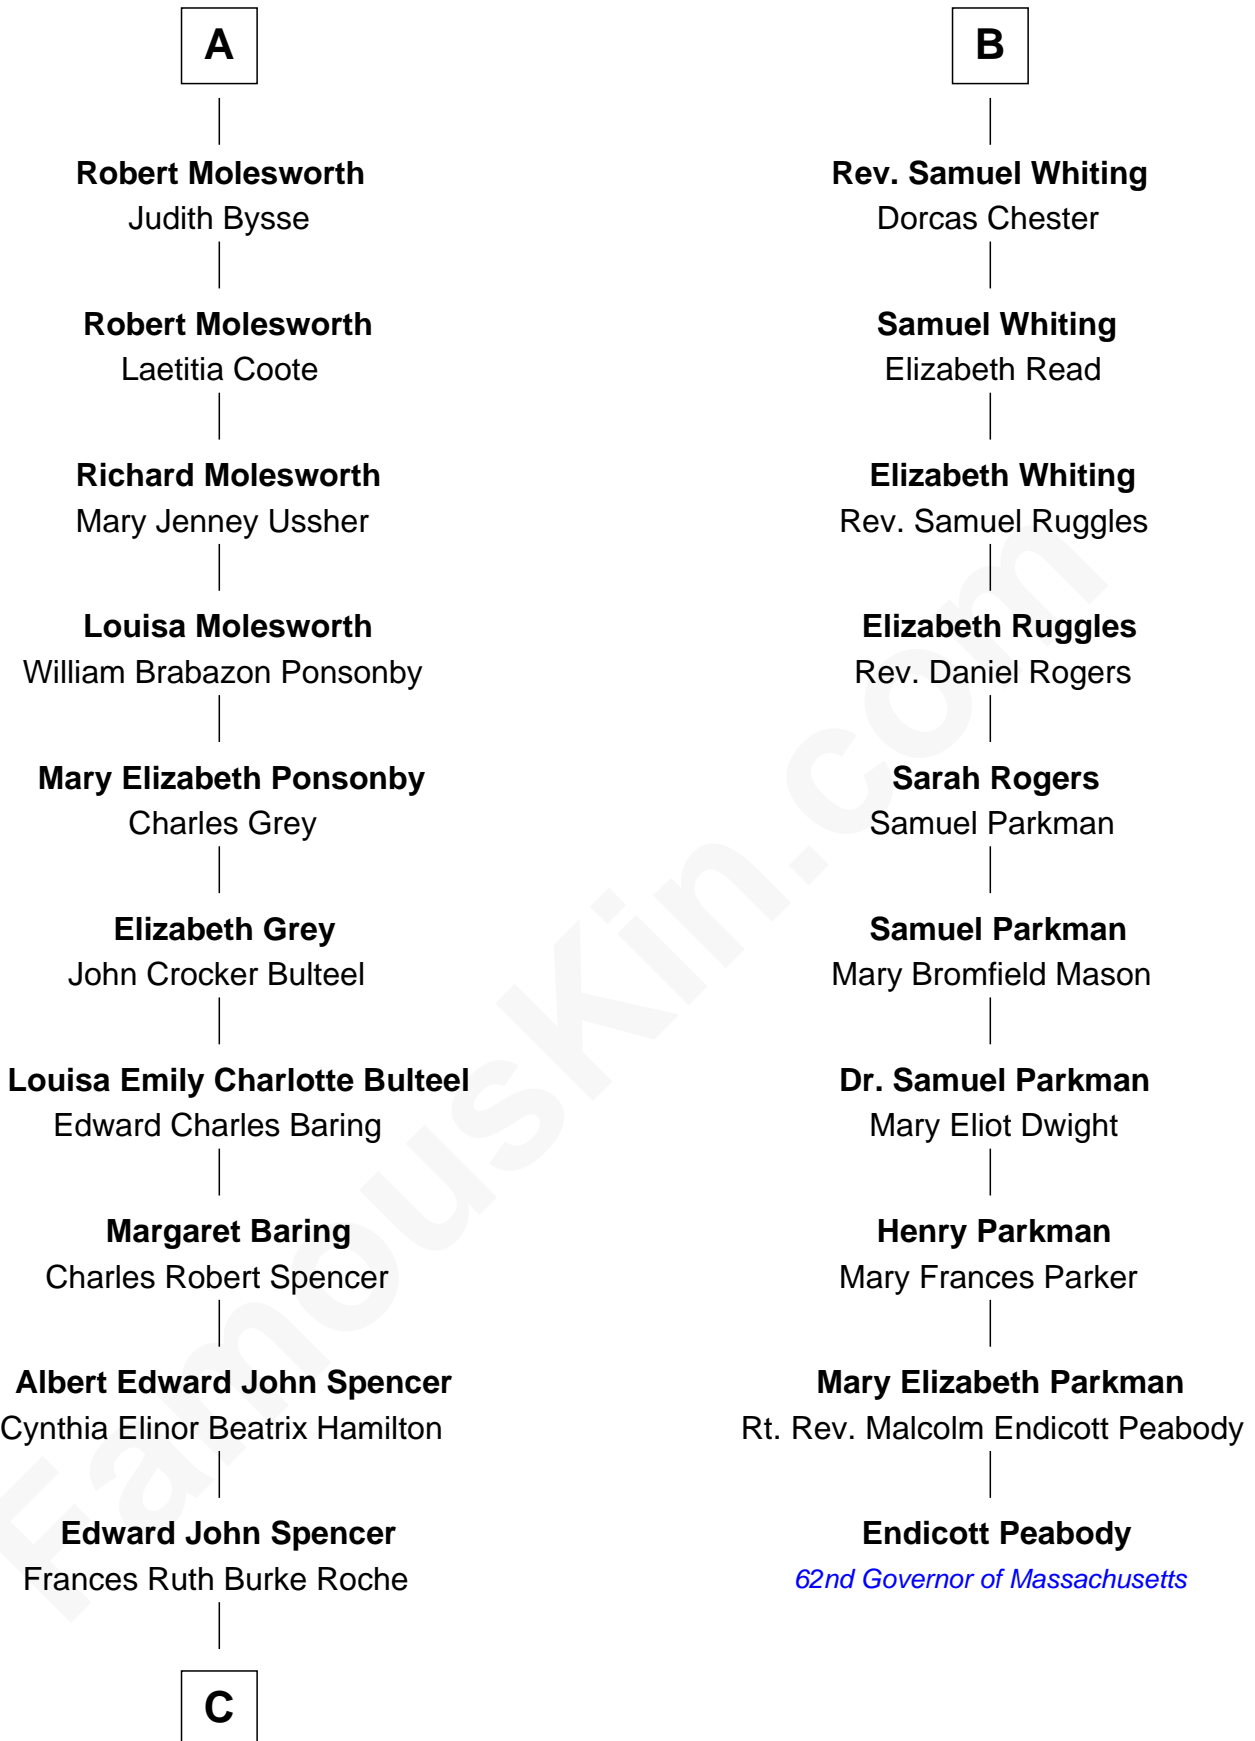 A
Robert Molesworth
Judith Bysse
Robert Molesworth
Laetitia Coote
Richard Molesworth
Mary Jenney Ussher
Louisa Molesworth
William Brabazon Ponsonby
Mary Elizabeth Ponsonby
Charles Grey
Elizabeth Grey
John Crocker Bulteel
Louisa Emily Charlotte Bulteel
Edward Charles Baring
Margaret Baring
Charles Robert Spencer
Albert Edward John Spencer
Cynthia Elinor Beatrix Hamilton
Edward John Spencer
Frances Ruth Burke Roche
C
B
Rev. Samuel Whiting
Dorcas Chester
Samuel Whiting
Elizabeth Read
Elizabeth Whiting
Rev. Samuel Ruggles
Elizabeth Ruggles
Rev. Daniel Rogers
Sarah Rogers
Samuel Parkman
Samuel Parkman
Mary Bromfield Mason
Dr. Samuel Parkman
Mary Eliot Dwight
Henry Parkman
Mary Frances Parker
Mary Elizabeth Parkman
Rt. Rev. Malcolm Endicott Peabody
Endicott Peabody
62nd Governor of Massachusetts
FamousKin.com